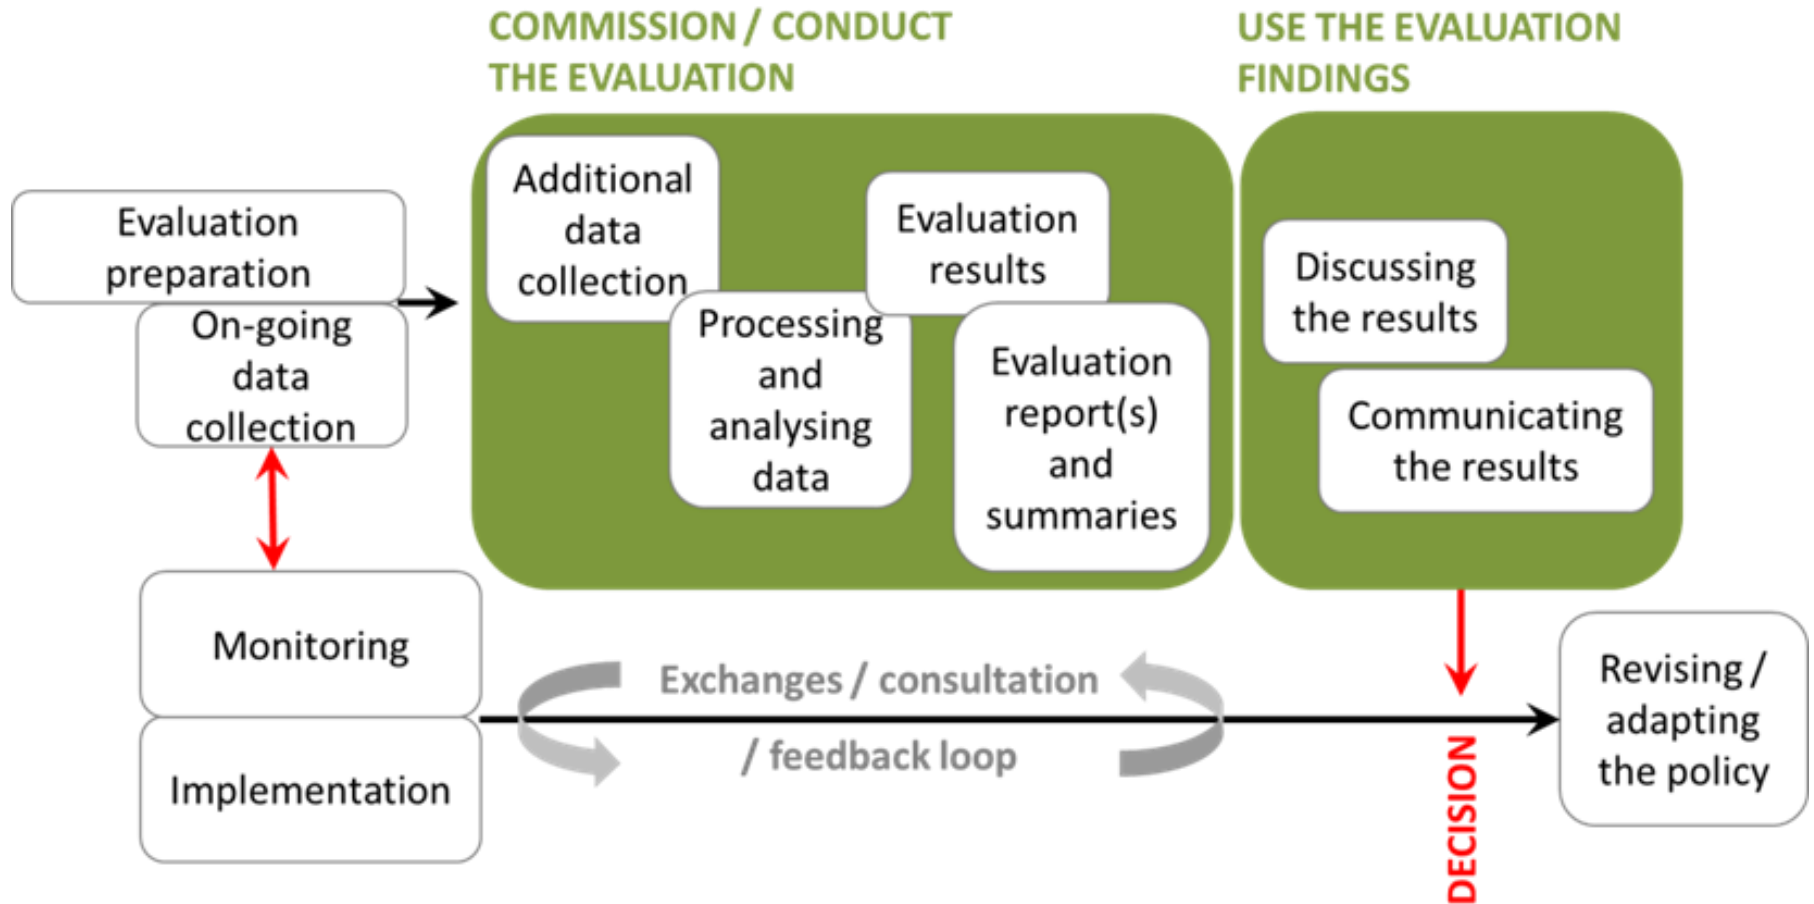 COMMISSION / CONDUCT
THE EVALUATION
USE THE EVALUATION
FINDINGS
Evaluation
preparation
On-going
data
collection
Additional
data
collection
Processing
and
analysing
data
Evaluation
results
Evaluation
report(s)
and
summaries
Discussing
the results
Communicating
the results
Monitoring
Implementation
Exchanges / consultation
/ feedback loop
DECISION
Revising /
adapting
the policy